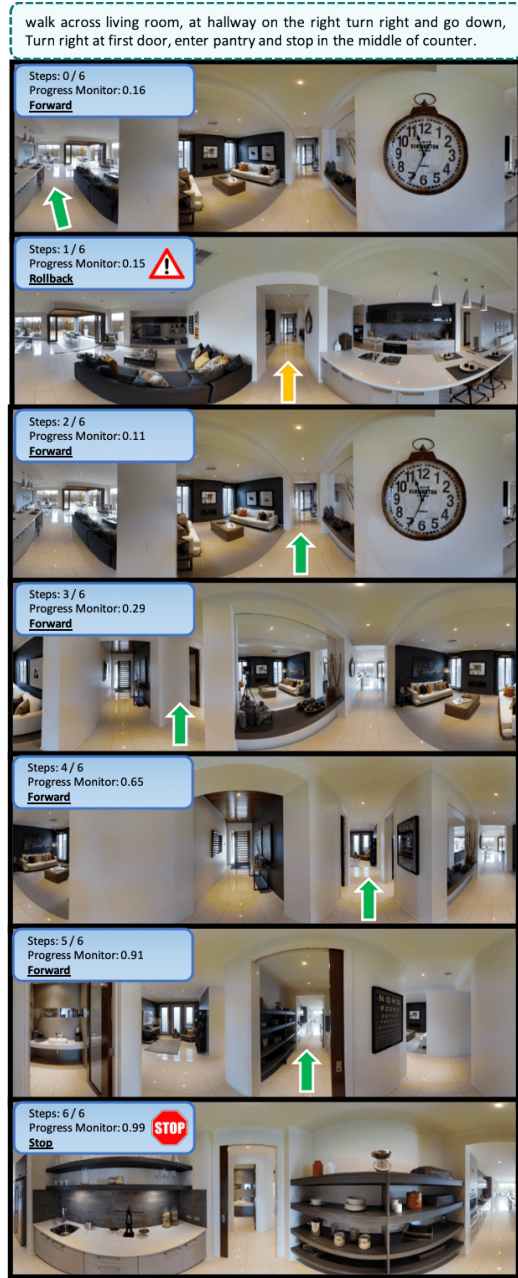 walk across living room, at hallway on the right turn right and go down,
Turn right at first door, enter pantry and stop in the middle of counter.
Steps: 0 / 6
Progress Monitor: 0.16
Forward
Steps: 1 / 6
Progress Monitor: 0.15
Rollback
Steps: 2 / 6
Progress Monitor: 0.11
Forward
Steps: 3 / 6
Progress Monitor: 0.29
Forward
Steps: 4 / 6
Progress Monitor: 0.65
Forward
Steps: 5 / 6
Progress Monitor: 0.91
Forward
Steps: 6 / 6
Progress Monitor: 0.99
Stop
STOP